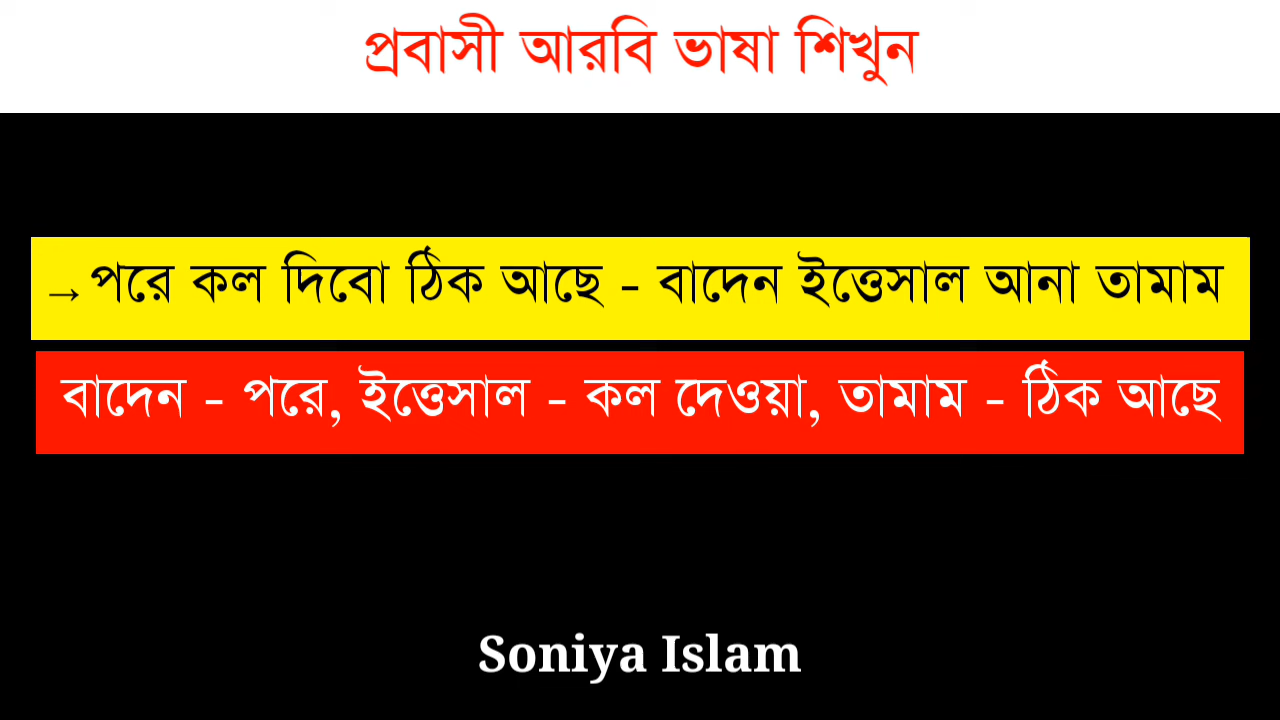 প্রবাসী আরবি ভাষা শিখুন
→পরে কল দিবো ঠিক আছে - বাদেন ইত্তেসাল আনা তামাম
বাদেন - পরে, ইত্তেসাল - কল দেওয়া, তামাম - ঠিক আছে
Soniya Islam